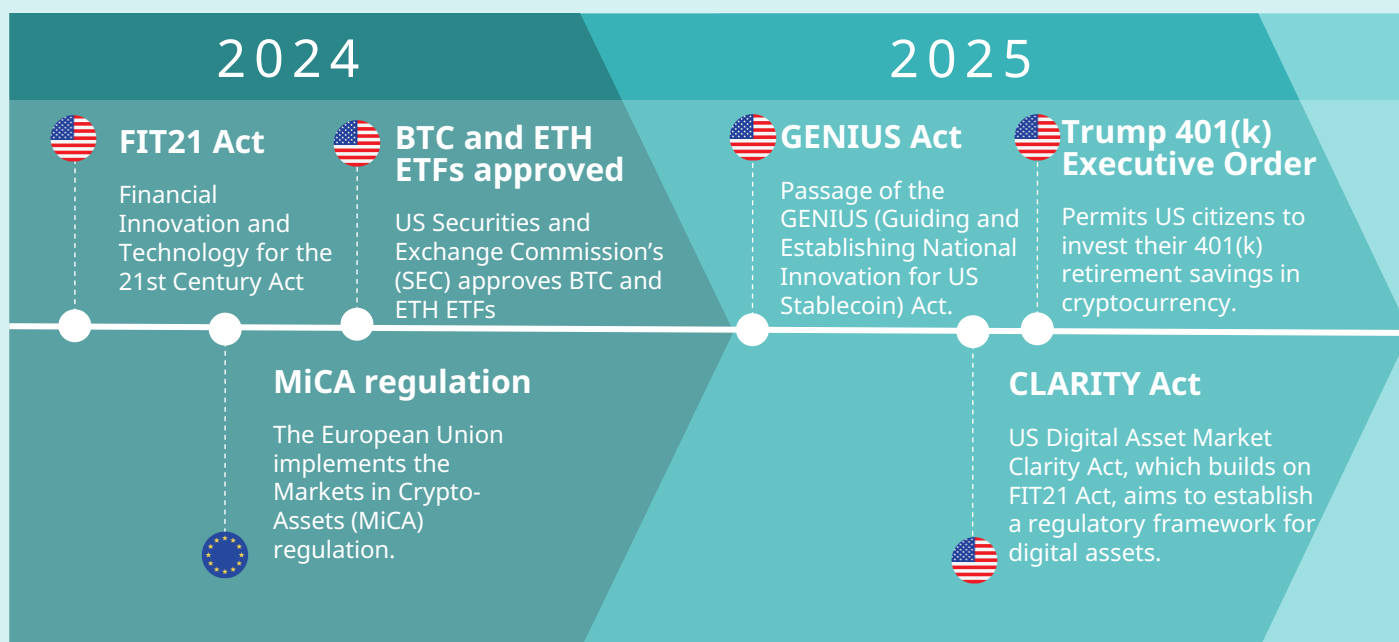 2024
FIT21 Act
Financial
Innovation and
Technology for the
21st Century Act
MiCA regulation
The European Union
implements the
Markets in Crypto-
Assets (MiCA)
regulation.
BTC and ETH
ETFs approved
US Securities and
Exchange Commission’s
(SEC) approves BTC and
ETH ETFs
2025
GENIUS Act
Passage of the
GENIUS (Guiding and
Establishing National
Innovation for US
Stablecoin) Act.
CLARITY Act
US Digital Asset Market
Clarity Act, which builds on
FIT21 Act, aims to establish
a regulatory framework for
digital assets.
Trump 401(k)
Executive Order
Permits US citizens to
invest their 401(k)
retirement savings in
cryptocurrency.